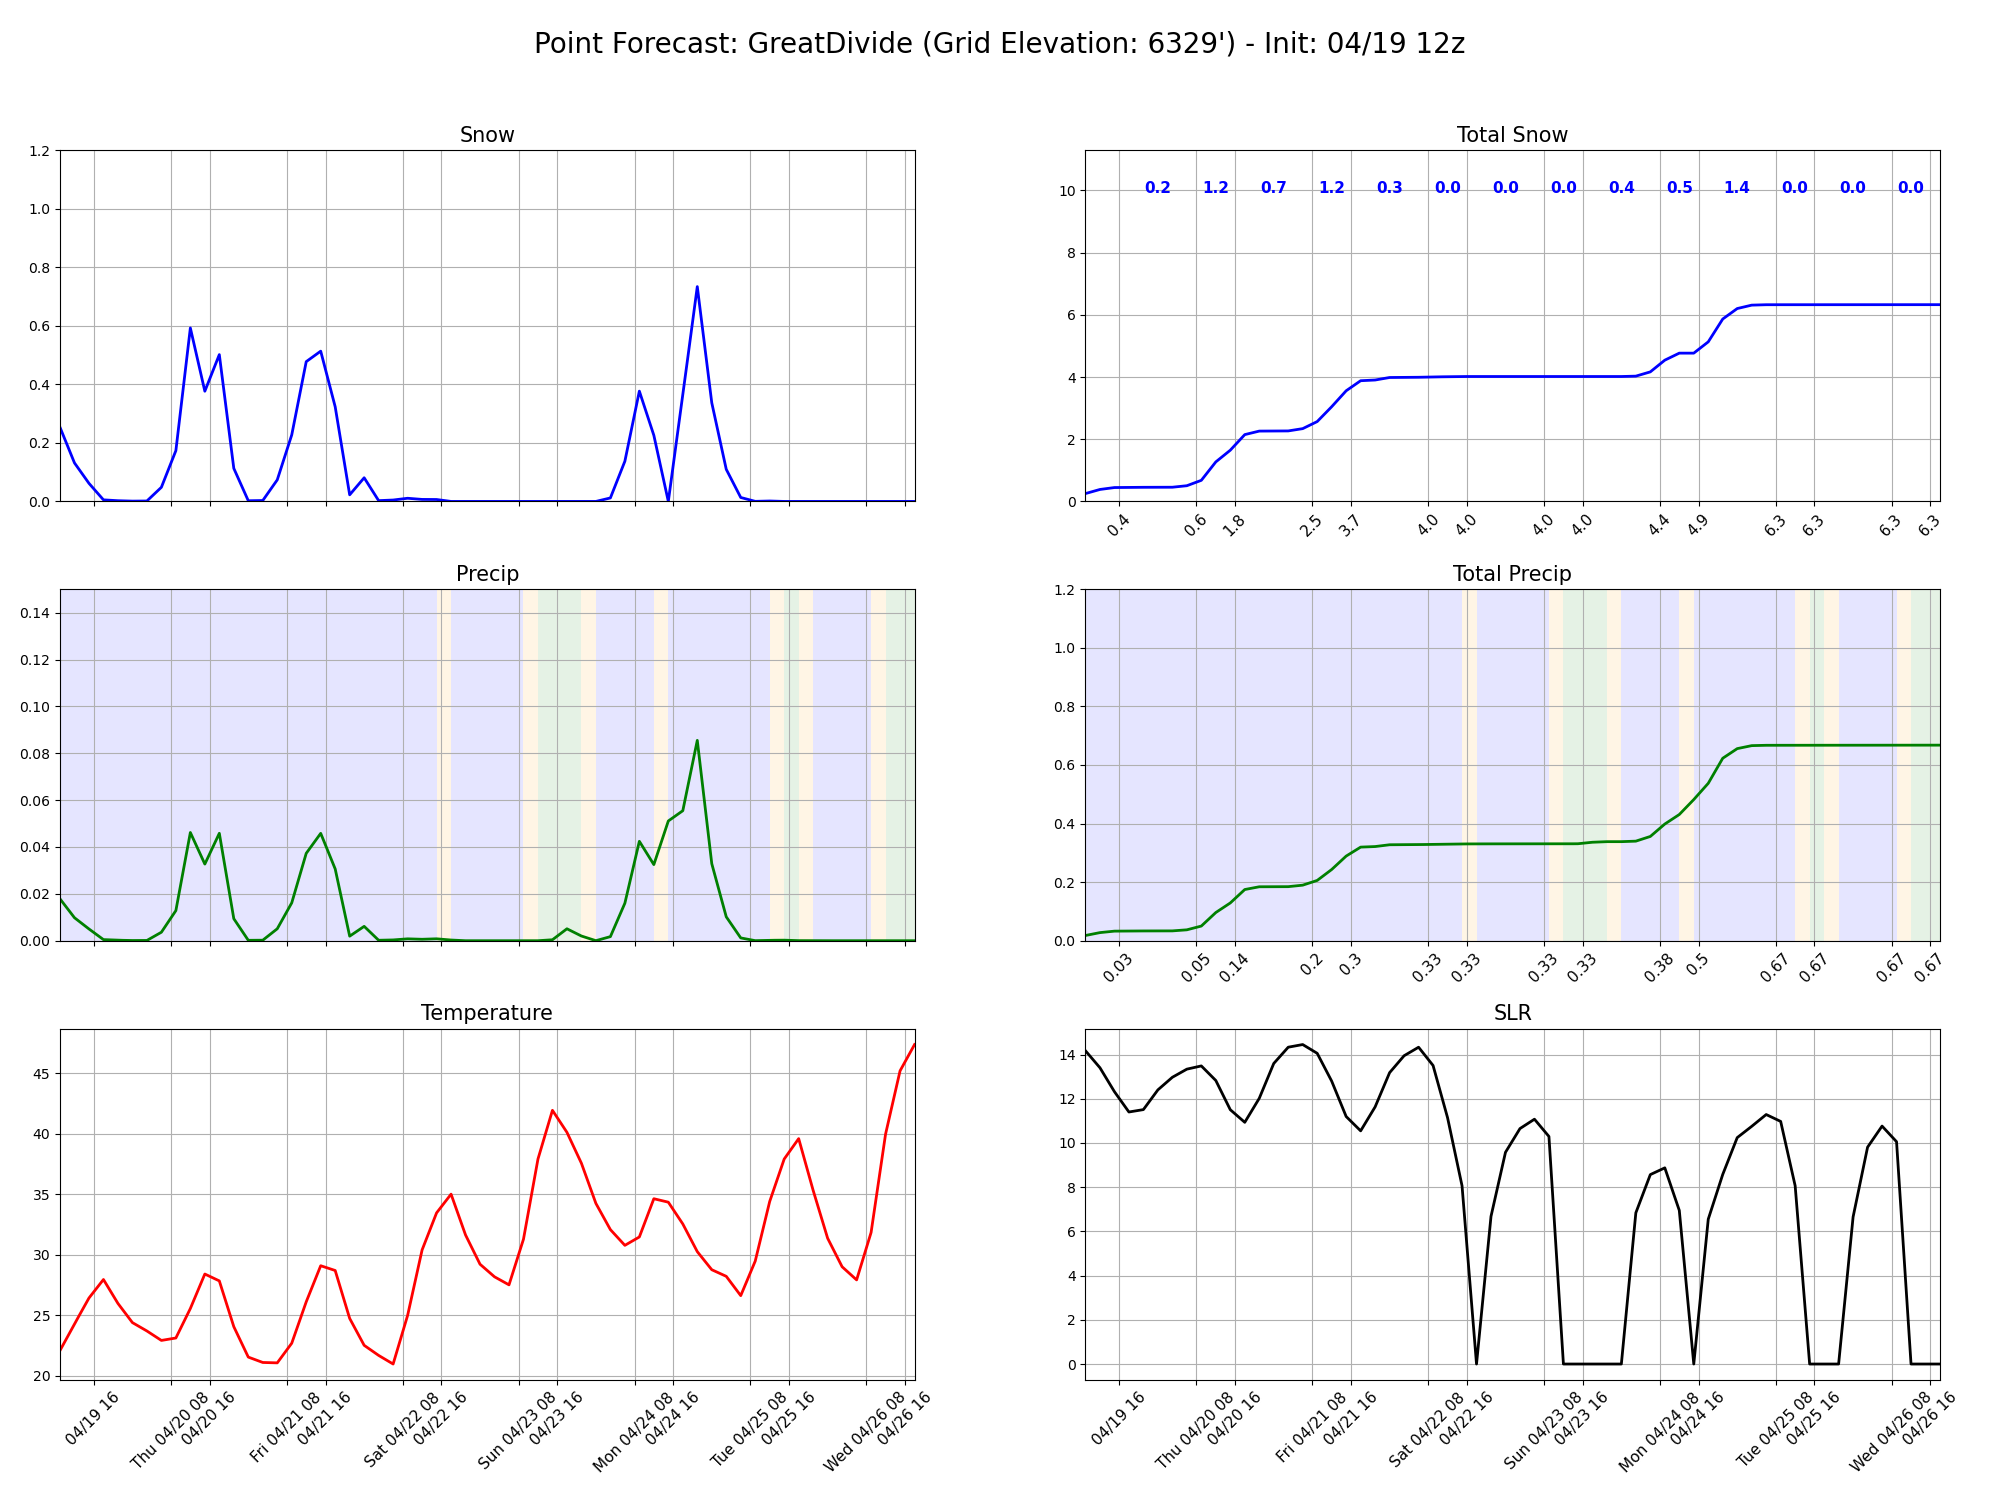 Point Forecast: GreatDivide (Grid Elevation: 6329') - Init: 04/19 12z
Snow
1.2
1.0
0.8
0.6
0.4
0.2
0.0
Total Snow
10
8
6
4
2
0
0.2 1.2 0.7 1.2 0.3 0.0 0.0 0.0 0.4 0.5 1.4 0.0 0.0 0.0
0.4 0.6 1.8 2.5 3.7 4.0 4.0 4.0 4.0 4.4 4.9 6.3 6.3 6.3 6.3
Precip
0.14
0.12
0.10
0.08
0.06
0.04
0.02
0.00
Total Precip
1.2
1.0
0.8
0.6
0.4
0.2
0.0
0.03 0.05 0.14 0.2 0.3 0.33 0.33 0.33 0.33 0.38 0.5 0.67 0.67 0.67 0.67
Temperature
45
40
35
30
25
20
04/19 16
Thu 04/20 08
04/20 16
Fri 04/21 08
04/21 16
Sat 04/22 08
04/22 16
Sun 04/23 08
04/23 16
Mon 04/24 08
04/24 16
Tue 04/25 08
04/25 16
Wed 04/26 08
04/26 16
SLR
14
12
10
8
6
4
2
0
04/19 16
Thu 04/20 08
04/20 16
Fri 04/21 08
04/21 16
Sat 04/22 08
04/22 16
Sun 04/23 08
04/23 16
Mon 04/24 08
04/24 16
Tue 04/25 08
04/25 16
Wed 04/26 08
04/26 16